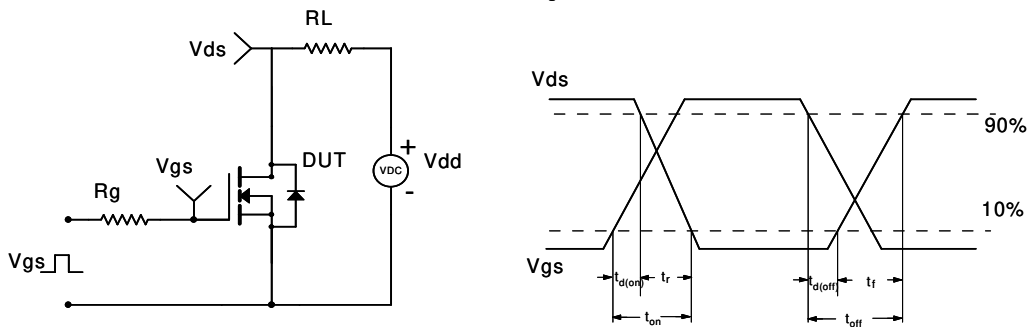 RL
Vds
Vgs
DUT
Rg
VDC
+
-
Vdd
Vgs
Vds
90%
10%
Vgs
td(on)
tr
ton
td(off)
tf
toff